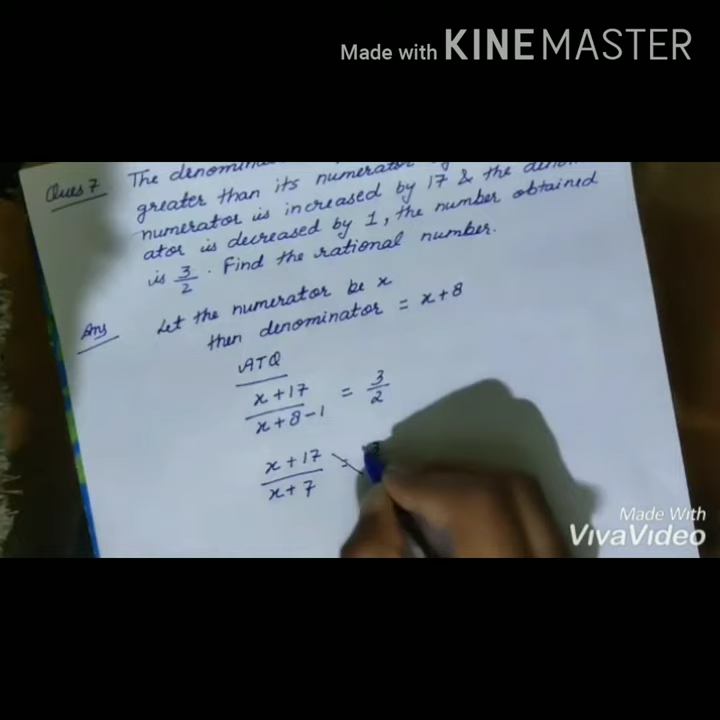 Made with KINEMASTER
Ques 7 The
greater than its numerator
numerator is increased by 17 & the
ator is decreased by 1, the number obtained
is 3/2. Find the rational number.
Ans Let the numerator be x
then denominator = x+8
ATQ
x+17 / x+8-1 = 3/2
x+17 / x+7 =
Made With
VivaVideo